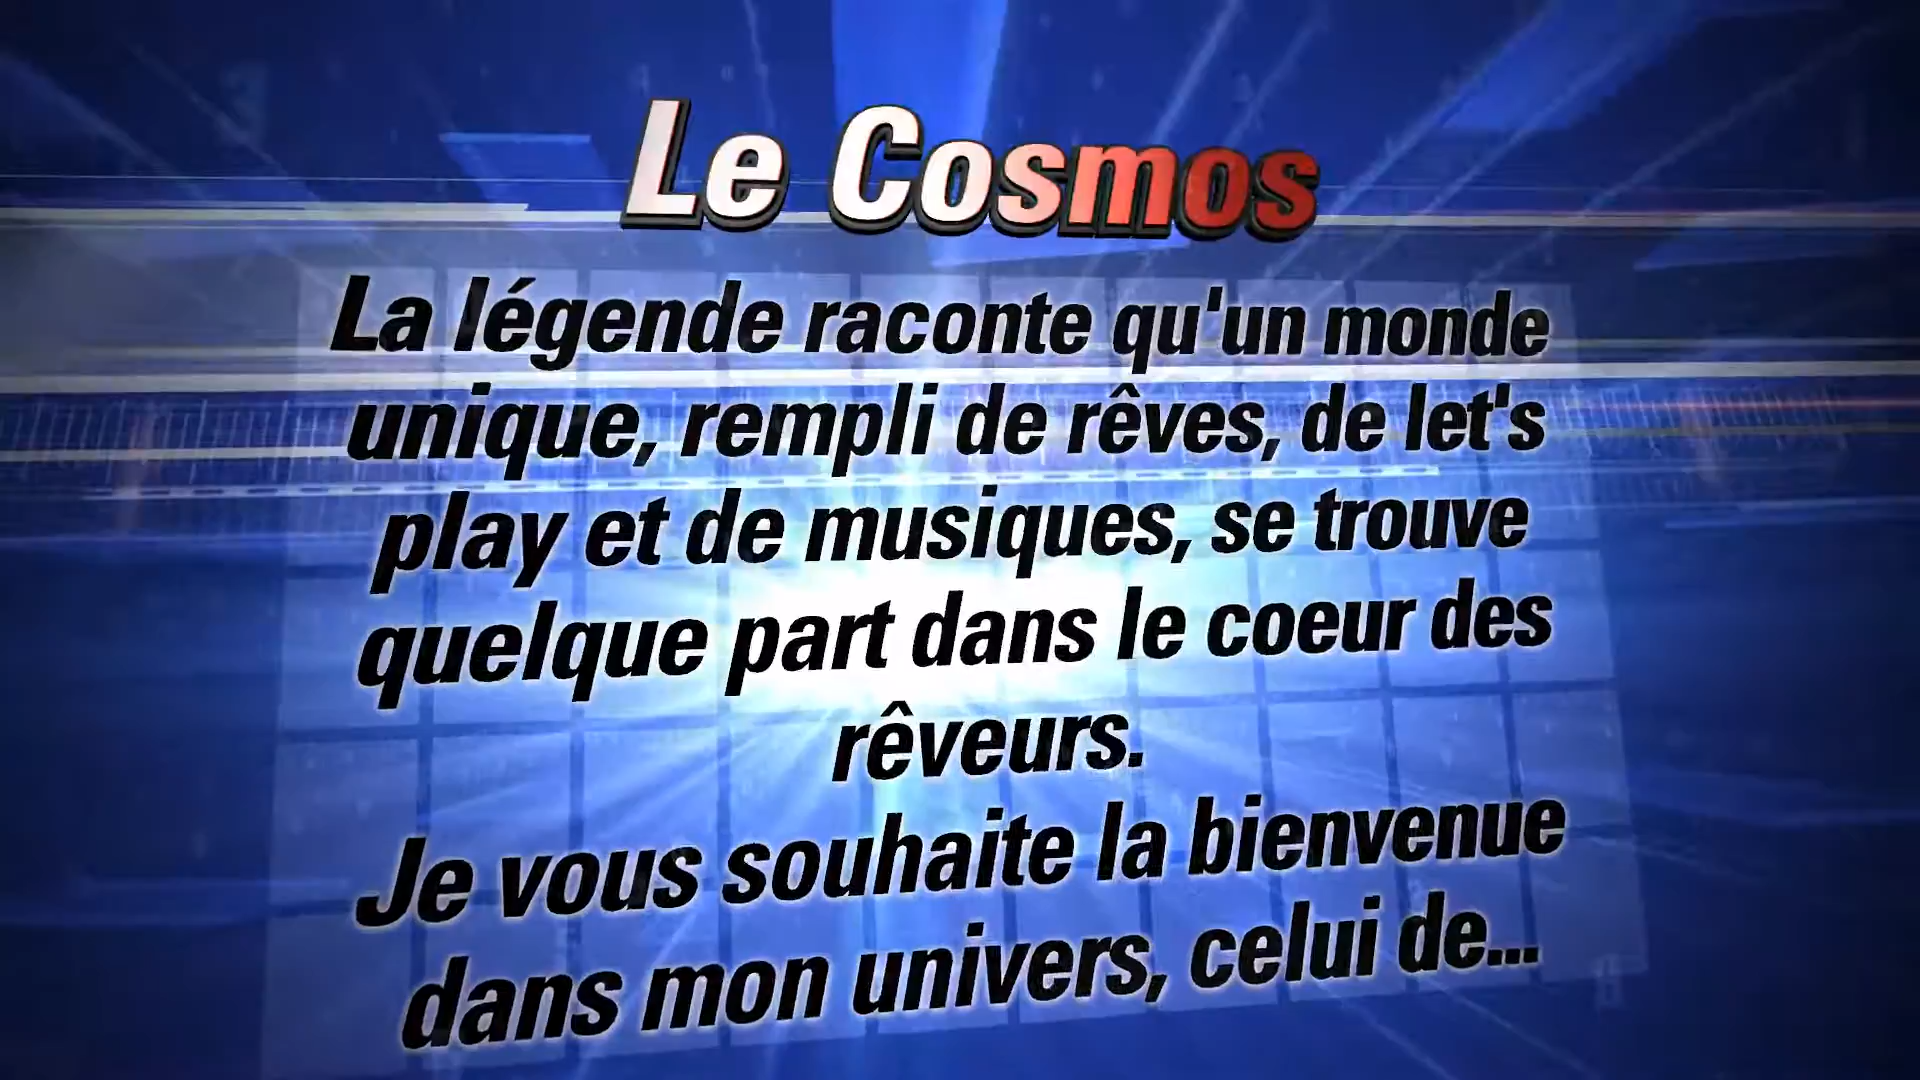 Le Cosmos
La légende raconte qu'un monde
unique, rempli de rêves, de let's
play et de musiques, se trouve
quelque part dans le coeur des
rêveurs.
Je vous souhaite la bienvenue
dans mon univers, celui de...